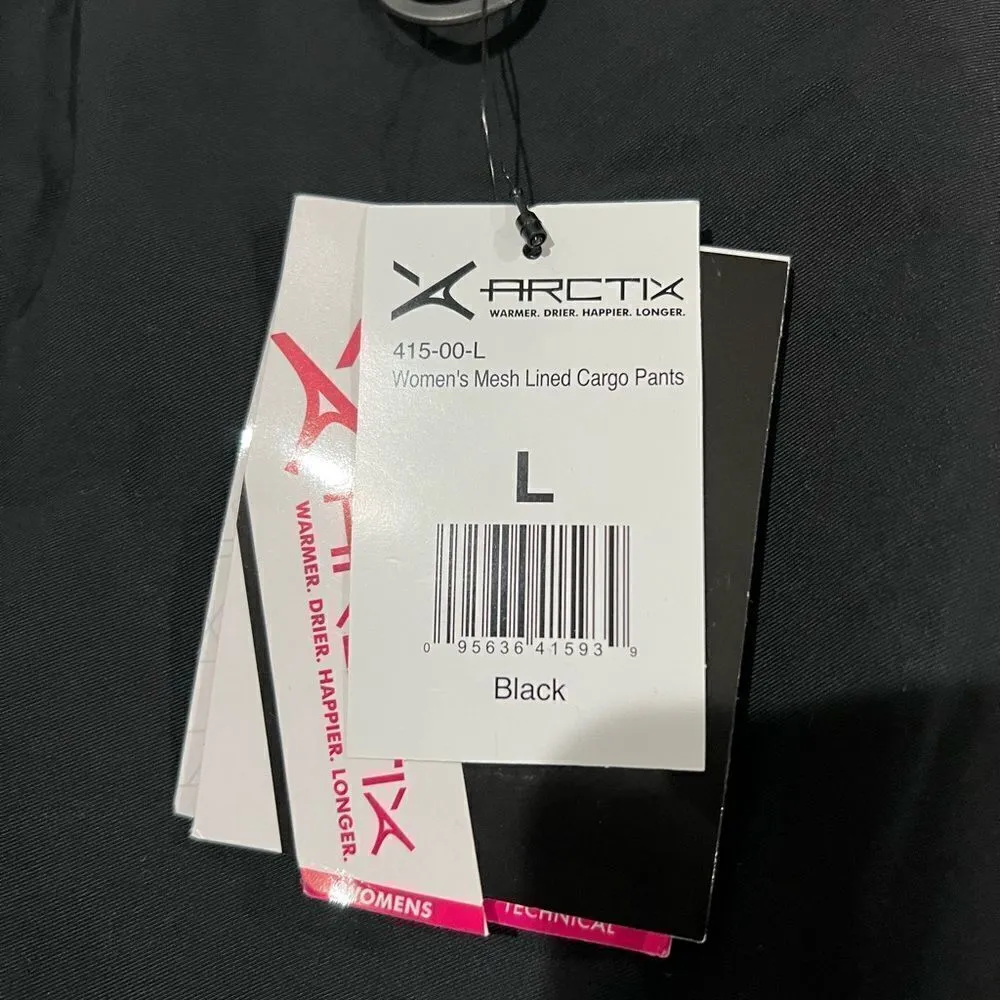 ARCTIX
WARMER. DRIER. HAPPIER. LONGER.
415-00-L
Women's Mesh Lined Cargo Pants
L
0 95636 41593 9
Black
WARMER. DRIER. HAPPIER. LONGER.
WOMENS
TECHNICAL